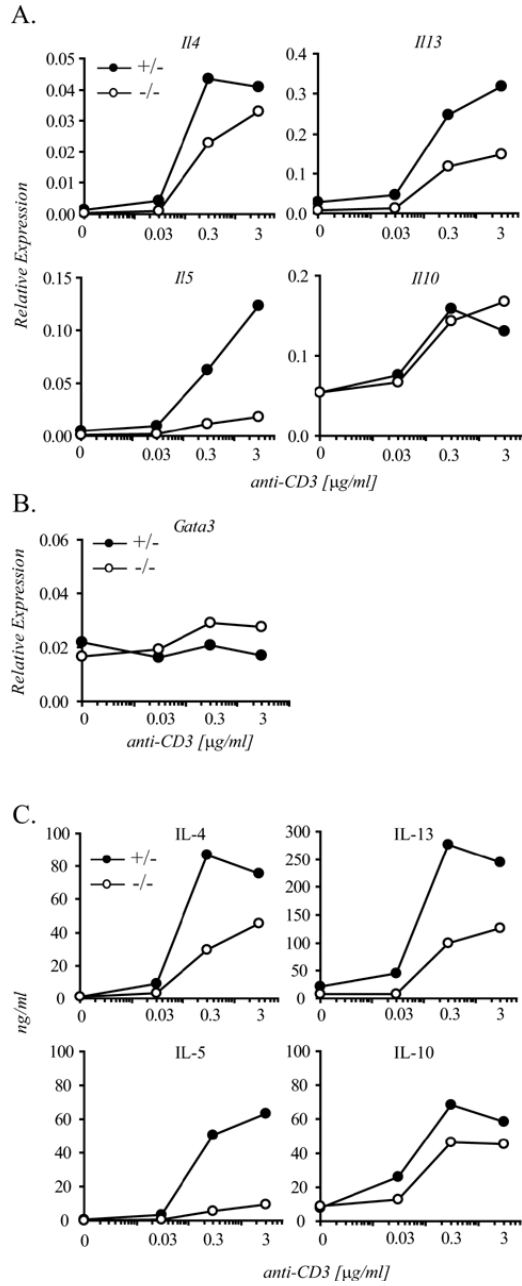 A.
Il4
Il13
+/-
-/-
0.05
0.04
0.03
0.02
0.01
0.00
0 0.03 0.3 3
0.4
0.3
0.2
0.1
0.0
0 0.03 0.3 3
Relative Expression
Il5
Il10
0.15
0.10
0.05
0.00
0 0.03 0.3 3
0.2
0.1
0.0
0 0.03 0.3 3
anti-CD3 [µg/ml]
B.
Gata3
+/-
-/-
0.06
0.04
0.02
0.00
Relative Expression
0 0.03 0.3 3
anti-CD3 [µg/ml]
C.
IL-4
IL-13
+/-
-/-
100
80
60
40
20
0
0 0.03 0.3 3
300
250
200
150
100
50
0
0 0.03 0.3 3
ng/ml
IL-5
IL-10
100
80
60
40
20
0
0 0.03 0.3 3
100
80
60
40
20
0
0 0.03 0.3 3
anti-CD3 [µg/ml]